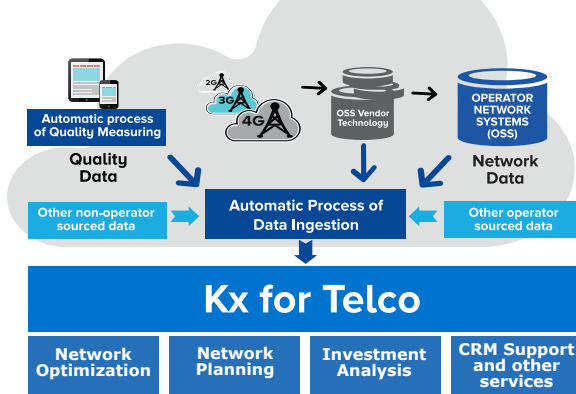 2G
3G
4G
Automatic process
of Quality Measuring
Quality
Data
OSS Vendor
Technology
OPERATOR
NETWORK
SYSTEMS
(OSS)
Network
Data
Other non-operator
sourced data
Automatic Process of
Data Ingestion
Other operator
sourced data
Kx for Telco
Network
Optimization
Network
Planning
Investment
Analysis
CRM Support
and other
services